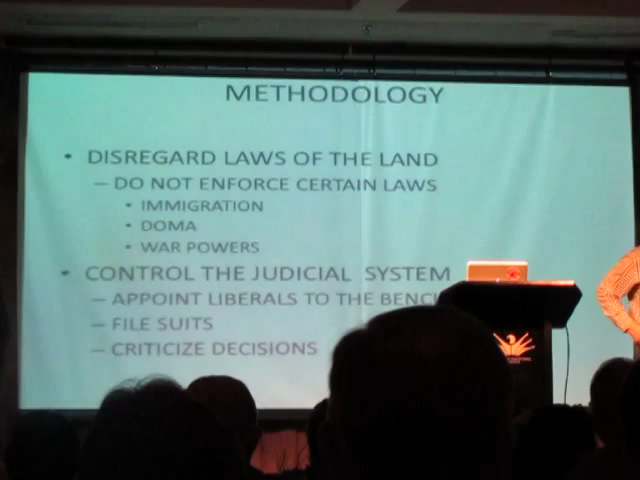 METHODOLOGY
• DISREGARD LAWS OF THE LAND
– DO NOT ENFORCE CERTAIN LAWS
• IMMIGRATION
• DOMA
• WAR POWERS
• CONTROL THE JUDICIAL SYSTEM
– APPOINT LIBERALS TO THE BENCH
– FILE SUITS
– CRITICIZE DECISIONS